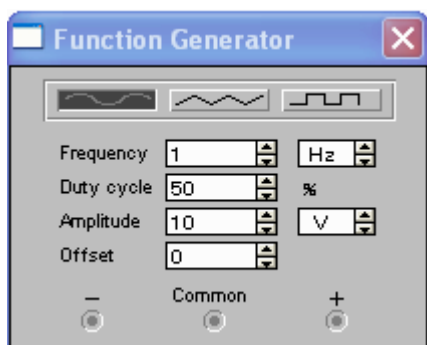 Function Generator
Frequency 1 Hz
Duty cycle 50 %
Amplitude 10 V
Offset 0
− Common +